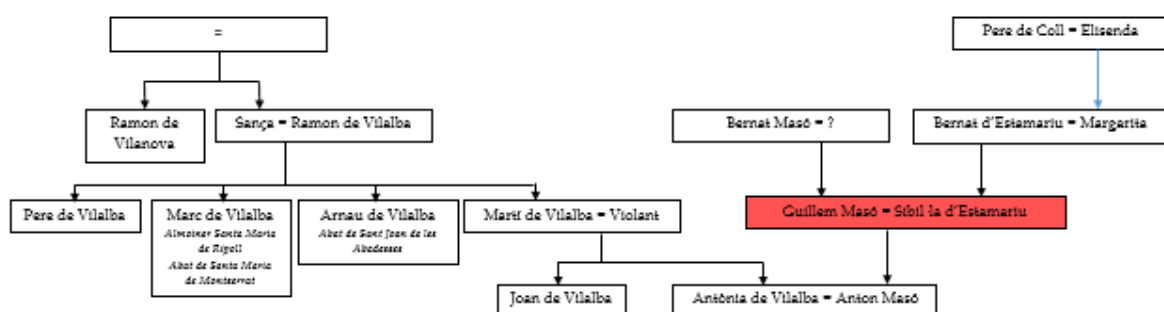 =
Pere de Coll = Elisenda
Ramon de
Vilanova
Sança = Ramon de Vilalba
Bernat Masó = ?
Bernat d'Estamariu = Margarita
Pere de Vilalba
Marc de Vilalba
Almoiner Santa Maria
de Ripoll
Abat de Santa Maria
de Montserrat
Arnau de Vilalba
Abat de Sant Joan de les
Abadesses
Martí de Vilalba = Violant
Guillem Masó = Sibil·la d'Estamariu
Joan de Vilalba
Antònia de Vilalba = Anton Masó